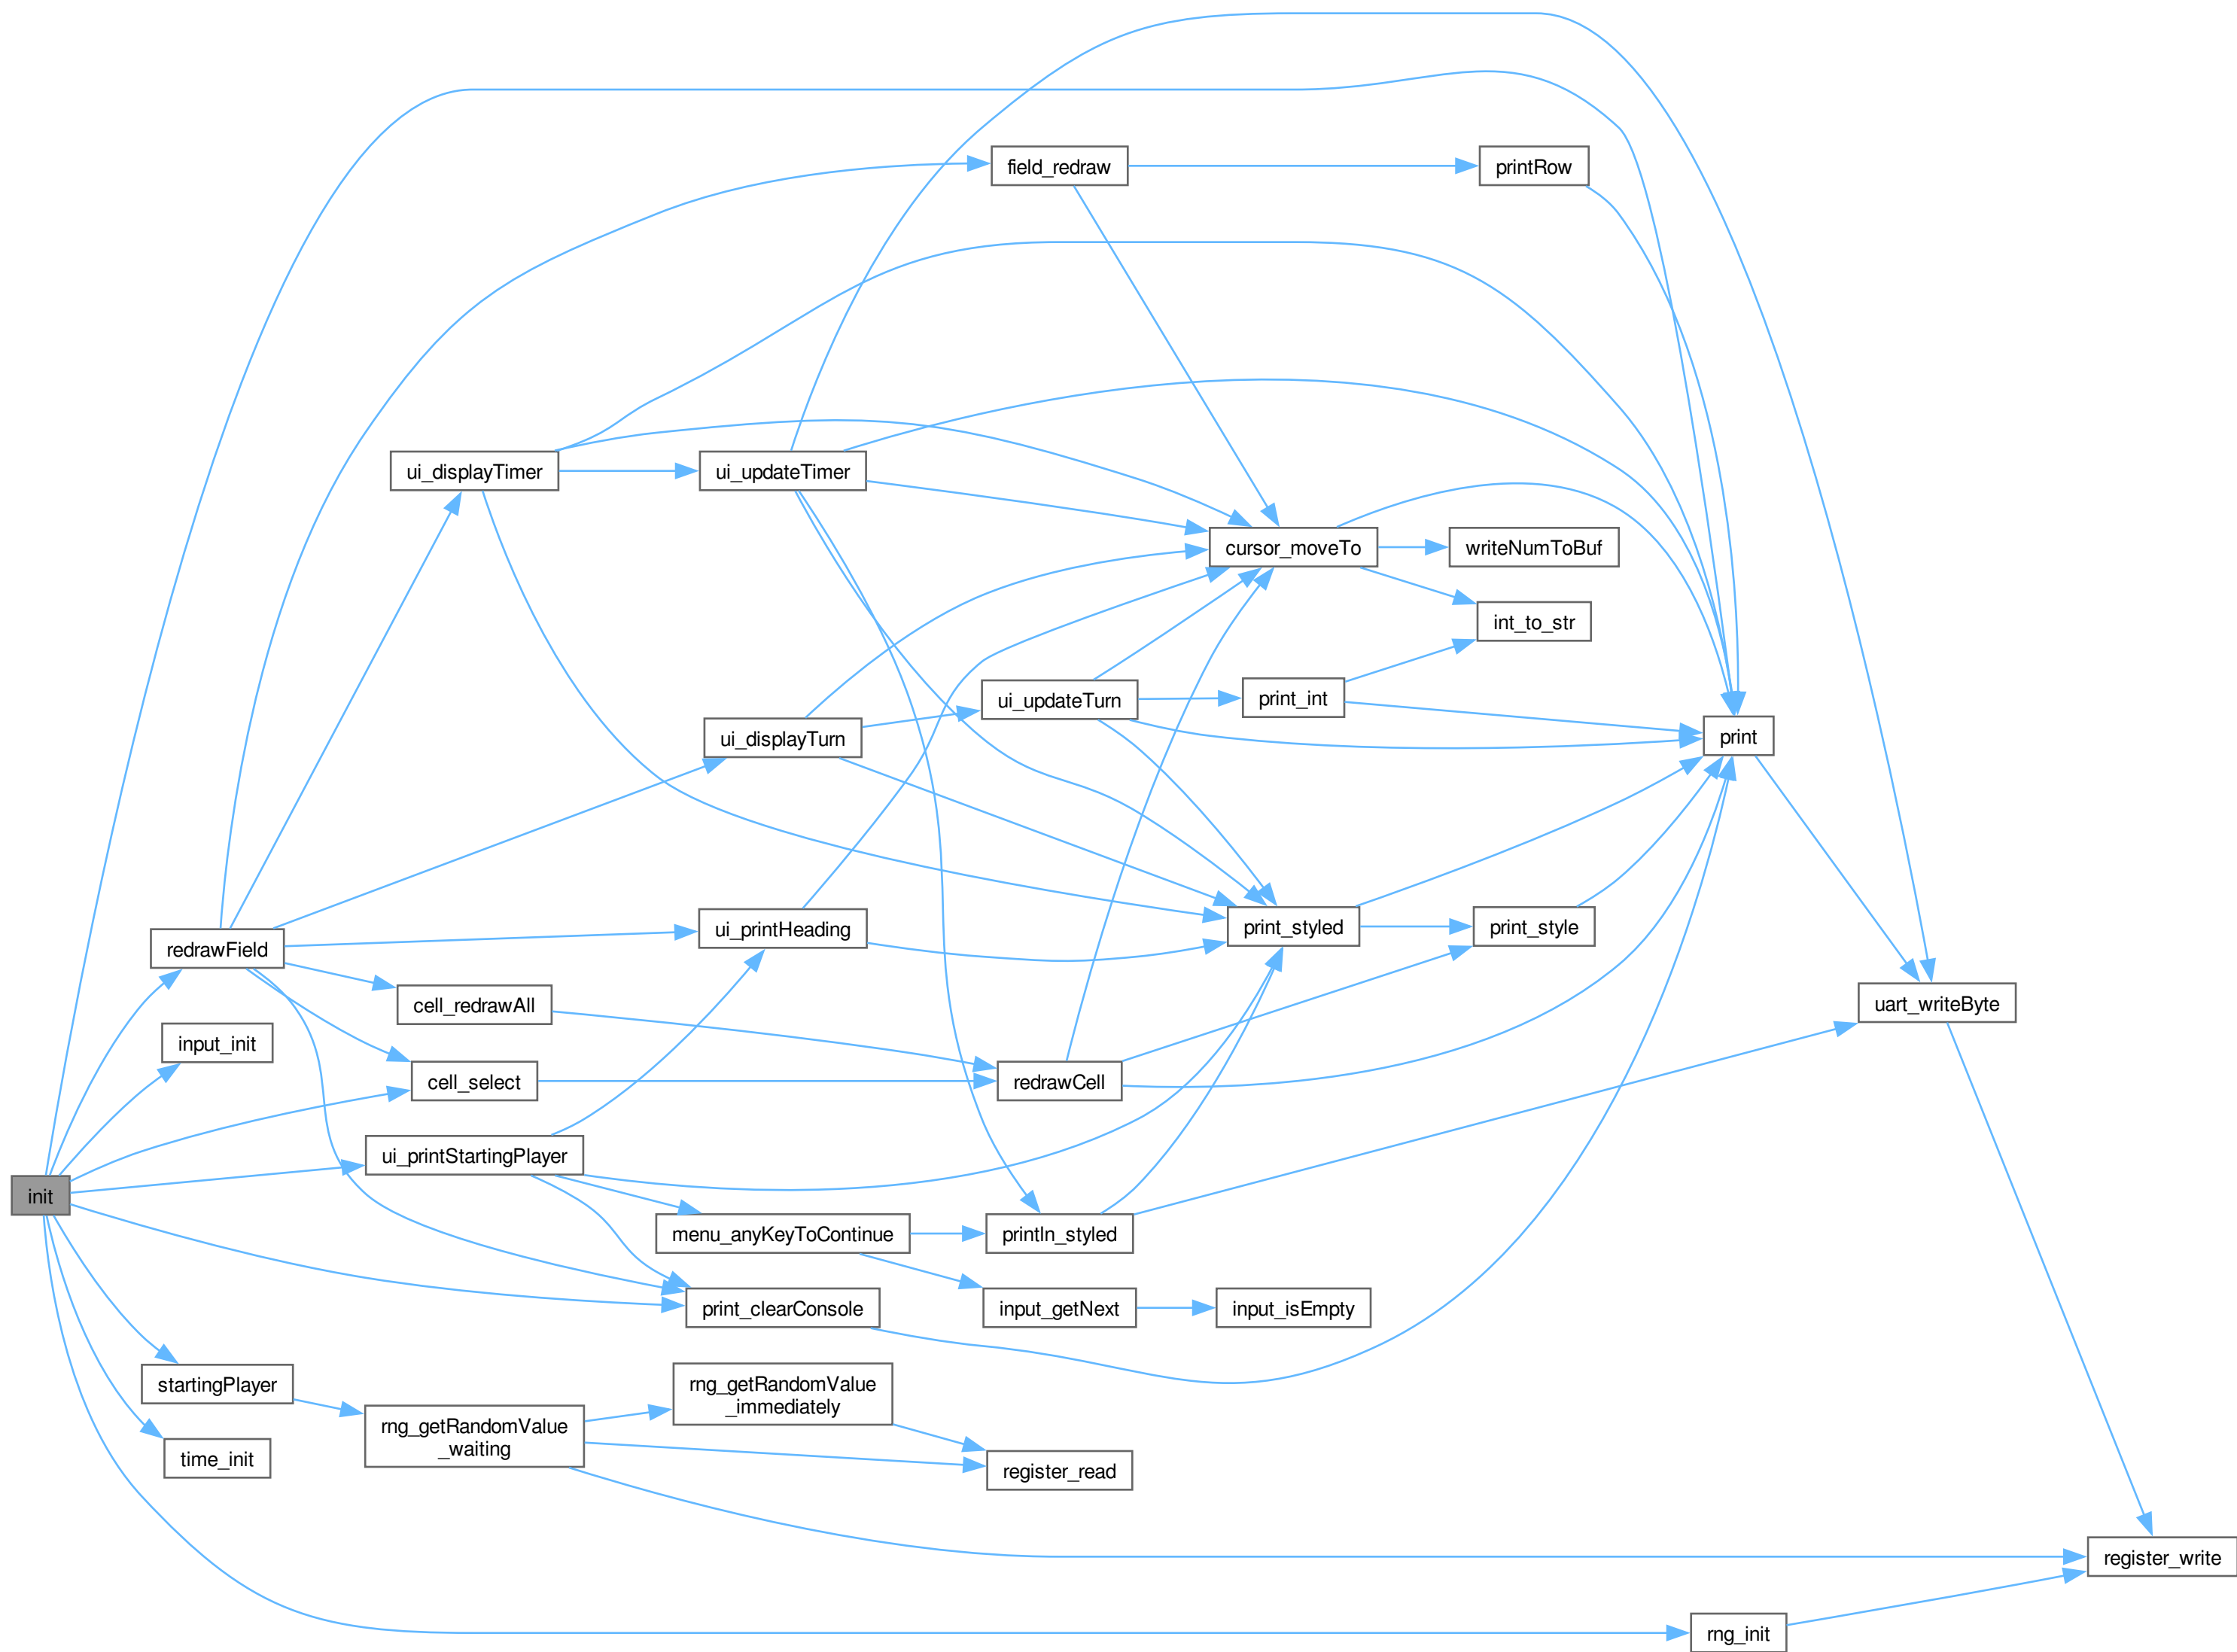 field_redraw
printRow
ui_displayTimer
ui_updateTimer
cursor_moveTo
writeNumToBuf
int_to_str
ui_updateTurn
print_int
ui_displayTurn
print
redrawField
ui_printHeading
print_styled
print_style
cell_redrawAll
uart_writeByte
input_init
cell_select
redrawCell
ui_printStartingPlayer
init
menu_anyKeyToContinue
println_styled
print_clearConsole
input_getNext
input_isEmpty
startingPlayer
rng_getRandomValue
_immediately
rng_getRandomValue
_waiting
time_init
register_read
register_write
rng_init